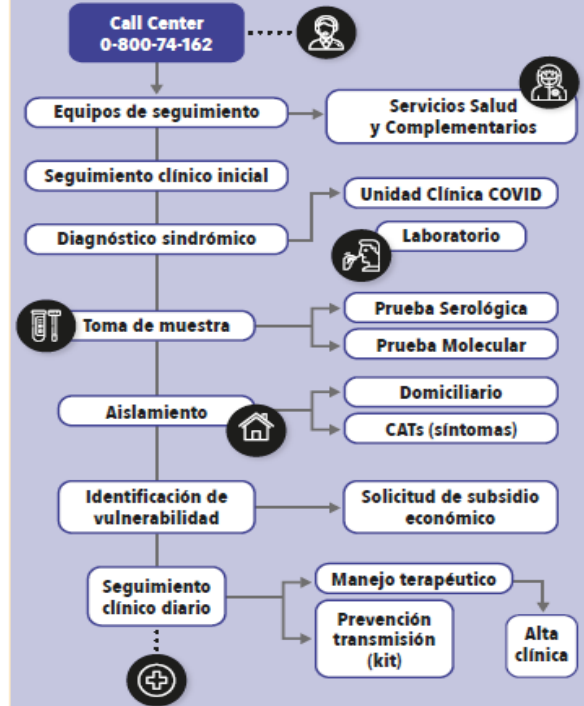 Call Center
0-800-74-162
Equipos de seguimiento
Servicios Salud
y Complementarios
Seguimiento clínico inicial
Unidad Clínica COVID
Diagnóstico sindrómico
Laboratorio
Toma de muestra
Prueba Serológica
Prueba Molecular
Aislamiento
Domiciliario
CATs (síntomas)
Identificación de
vulnerabilidad
Solicitud de subsidio
económico
Seguimiento
clínico diario
Manejo terapéutico
Prevención
transmisión
(kit)
Alta
clínica